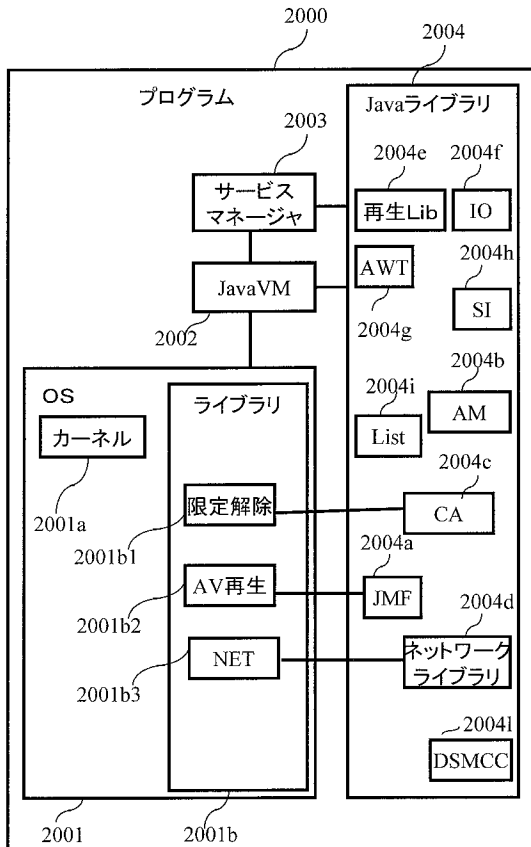 2000
2004
プログラム
Javaライブラリ
2003
2004e
2004f
サービス
マネージャ
再生Lib
IO
AWT
2004h
JavaVM
SI
2002
2004g
2004b
OS
ライブラリ
2004i
AM
カーネル
List
2004c
2001a
限定解除
CA
2001b1
2004a
AV再生
JMF
2004d
2001b2
NET
ネットワーク
ライブラリ
2001b3
2004l
DSMCC
2001
2001b